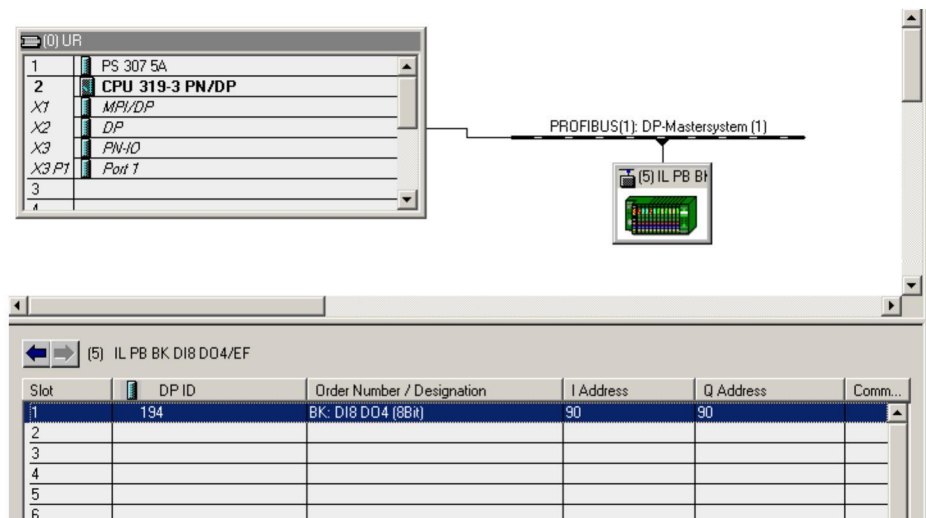 (0) UR
1 PS 307 5A
2 CPU 319-3 PN/DP
X1 MPI/DP
X2 DP
X3 PN-IO
X3 P1 Port 1
3
4
PROFIBUS(1): DP-Mastersystem (1)
(5) IL PB BK
(5) IL PB BK DI8 DO4/EF
Slot DP ID Order Number / Designation I Address Q Address Comm...
1 194 BK: DI8 DO4 (8Bit) 90 90
2
3
4
5
6